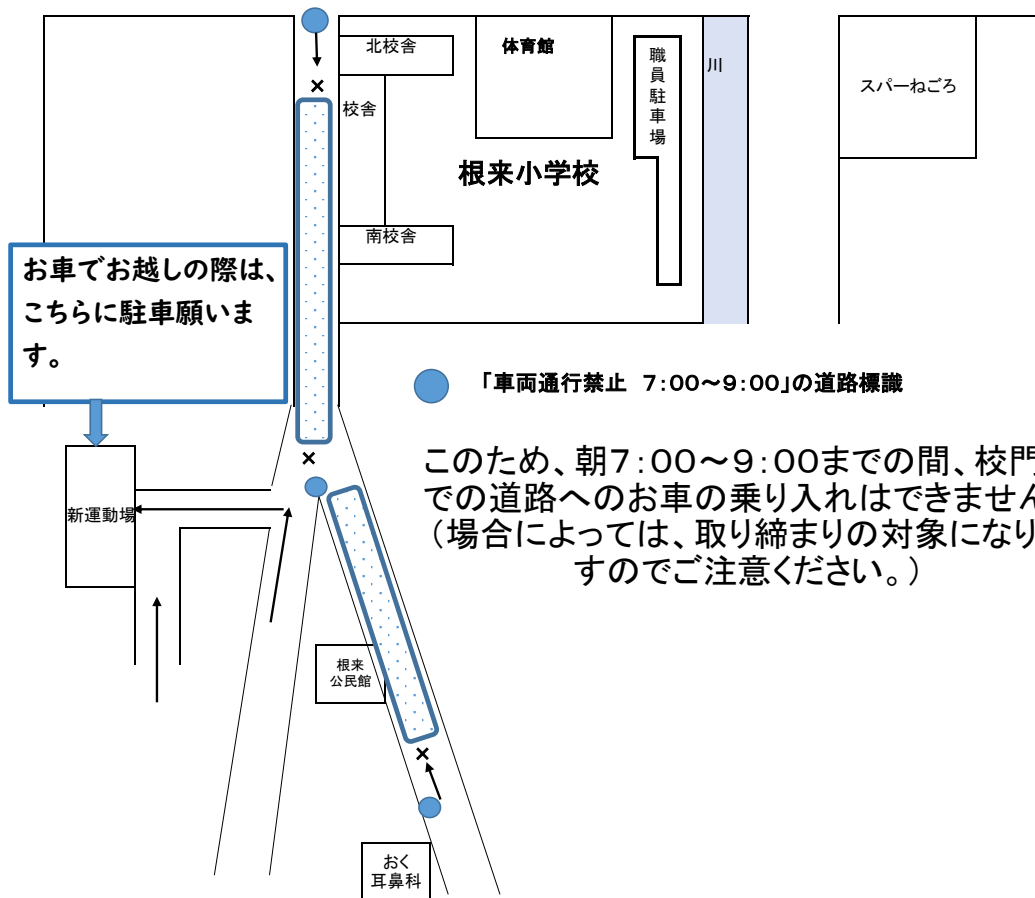 北校舎
体育館
職員駐車場
川
スパーねごろ
校舎
根来小学校
南校舎
お車でお越しの際は、
こちらに駐車願いま
す。
「車両通行禁止 7:00~9:00」の道路標識
このため、朝7:00~9:00までの間、校門
での道路へのお車の乗り入れはできません
(場合によっては、取り締まりの対象になり
すのでご注意ください。)
新運動場
根来
公民館
おく
耳鼻科